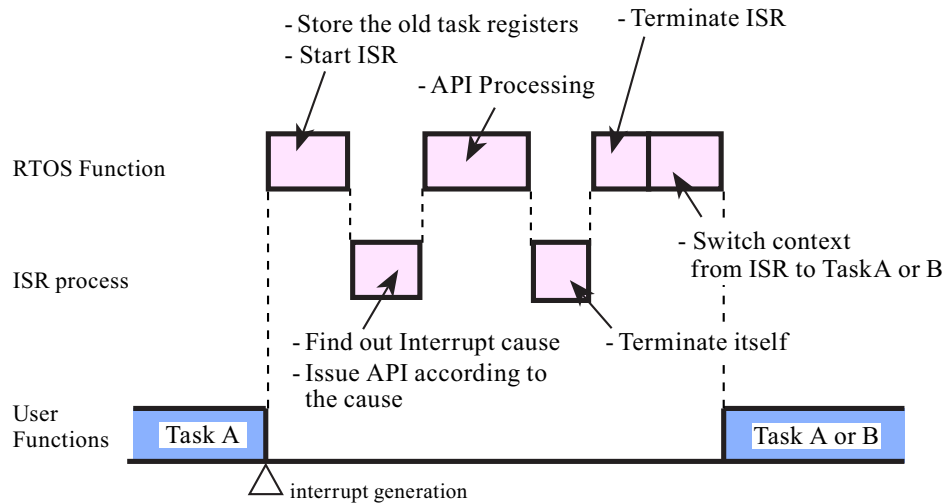 - Store the old task registers
- Start ISR
- Terminate ISR
- API Processing
RTOS Function
- Switch context
from ISR to TaskA or B
ISR process
- Find out Interrupt cause
- Issue API according to
the cause
- Terminate itself
User
Functions
Task A
Task A or B
interrupt generation